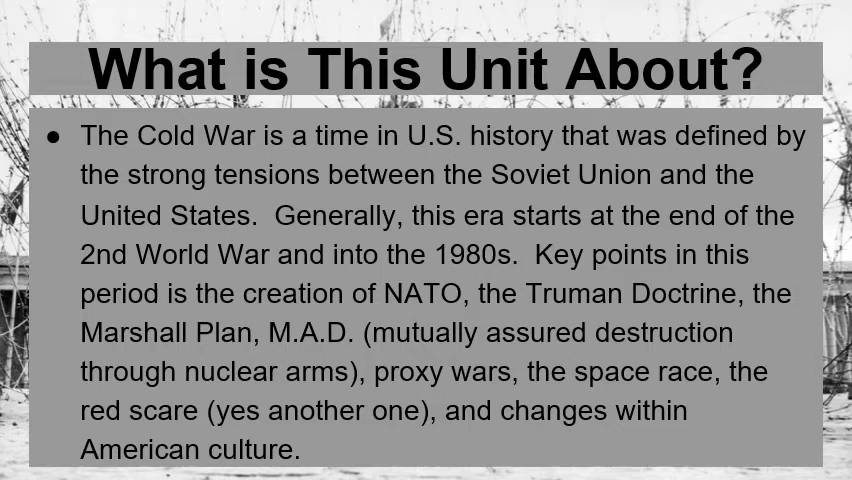 What is This Unit About?
● The Cold War is a time in U.S. history that was defined by
the strong tensions between the Soviet Union and the
United States.  Generally, this era starts at the end of the
2nd World War and into the 1980s.  Key points in this
period is the creation of NATO, the Truman Doctrine, the
Marshall Plan, M.A.D. (mutually assured destruction
through nuclear arms), proxy wars, the space race, the
red scare (yes another one), and changes within
American culture.